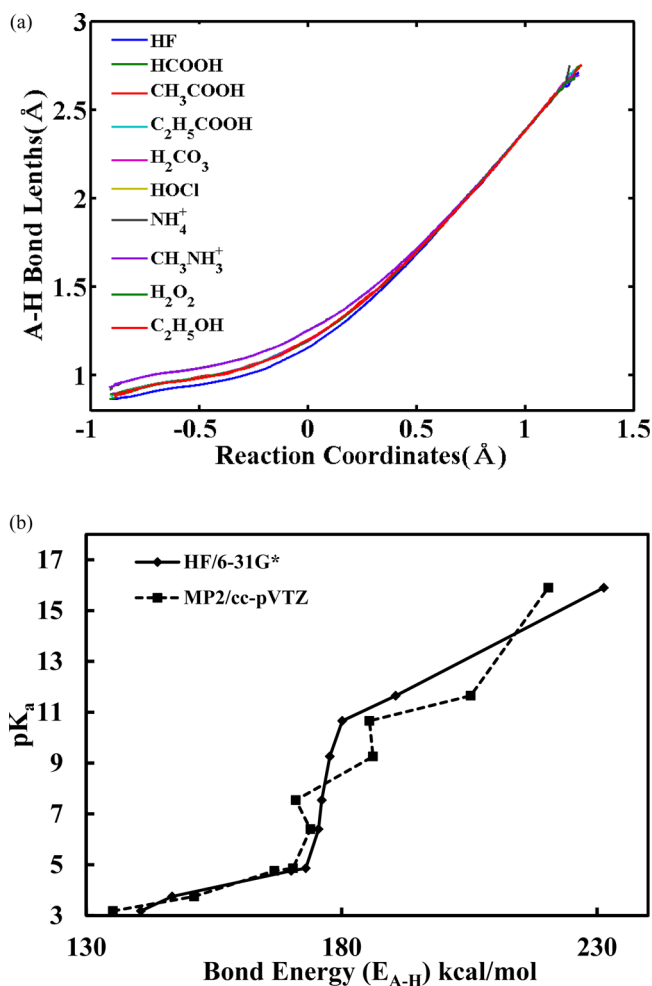 (a)
3
HF
HCOOH
CH3COOH
C2H5COOH
H2CO3
HOCl
NH4+
CH3NH3+
H2O2
C2H5OH
2.5
2
1.5
1
A-H Bond Lenths(Å)
-1 -0.5 0 0.5 1 1.5
Reaction Coordinates(Å)
(b)
17
15
13
11
9
7
5
3
pKa
HF/6-31G*
MP2/cc-pVTZ
130 180 230
Bond Energy (EA-H) kcal/mol